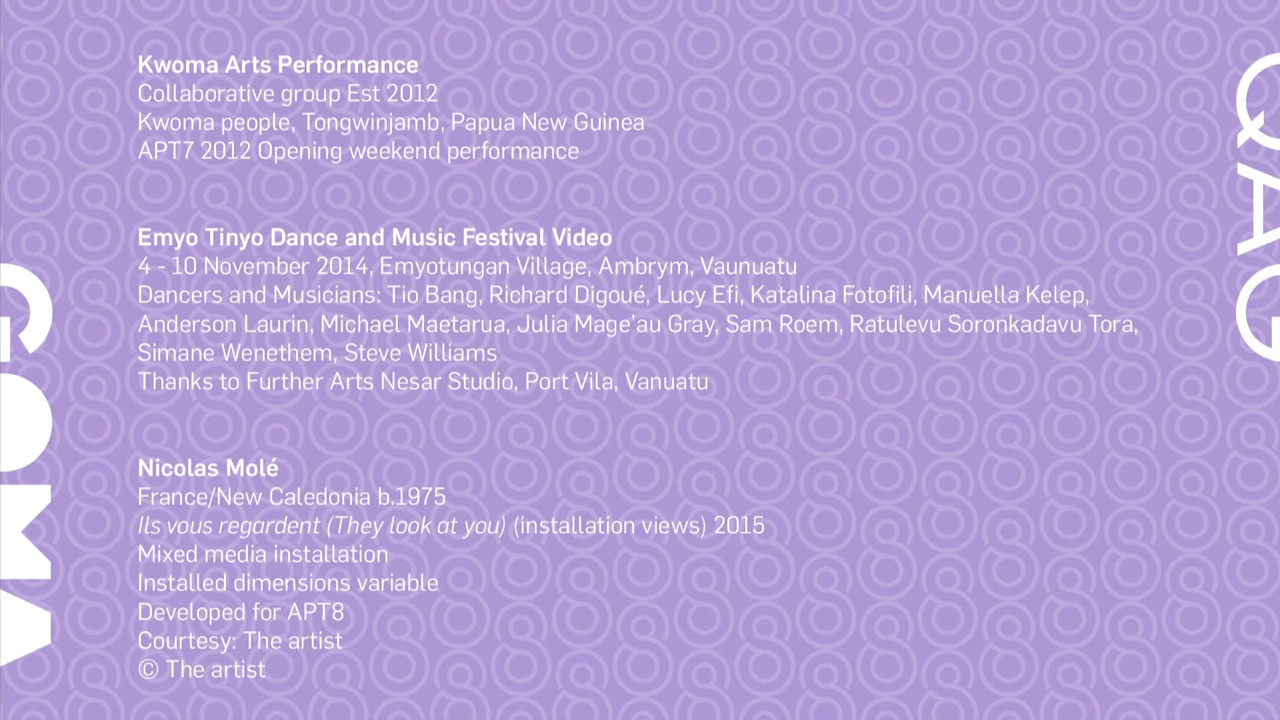 Kwoma Arts Performance
Collaborative group Est 2012
Kwoma people, Tongwinjamb, Papua New Guinea
APT7 2012 Opening weekend performance
Emyo Tinyo Dance and Music Festival Video
4 - 10 November 2014, Emyotungan Village, Ambrym, Vaunuatu
Dancers and Musicians: Tio Bang, Richard Digoué, Lucy Efi, Katalina Fotofili, Manuella Kelep,
Anderson Laurin, Michael Maetarua, Julia Mage'au Gray, Sam Roem, Ratulevu Soronkadavu Tora,
Simane Wenethem, Steve Williams
Thanks to Further Arts Nesar Studio, Port Vila, Vanuatu
Nicolas Molé
France/New Caledonia b.1975
Ils vous regardent (They look at you) (installation views) 2015
Mixed media installation
Installed dimensions variable
Developed for APT8
Courtesy: The artist
© The artist
GOMA
QAG